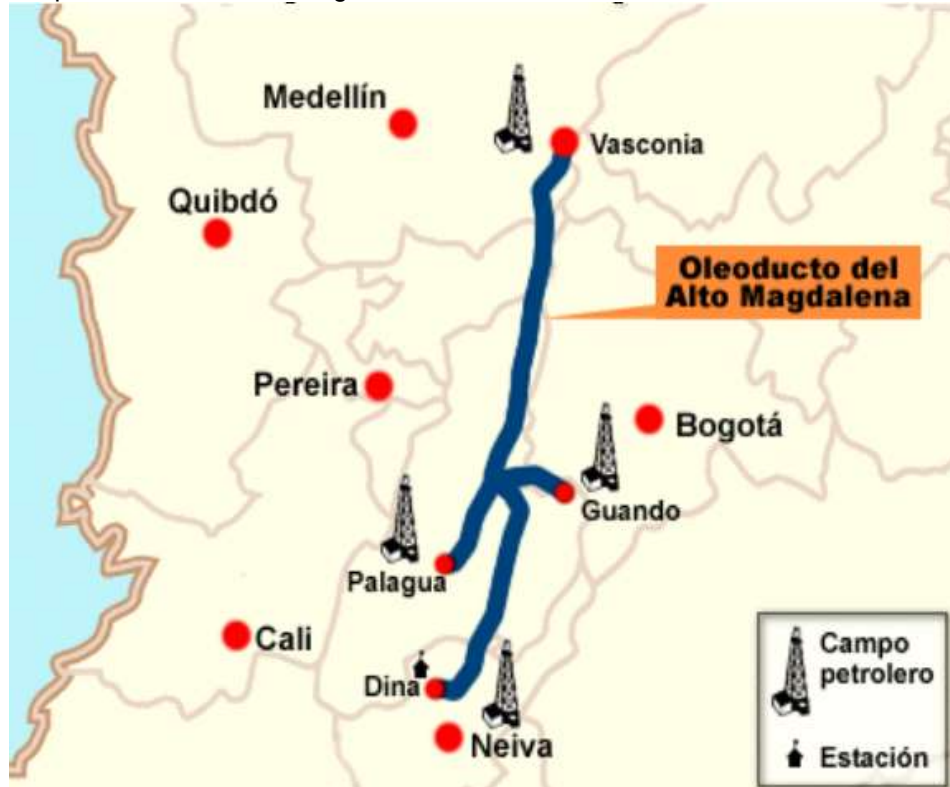 Medellín
Vasconia
Quibdó
Oleoducto del
Alto Magdalena
Pereira
Bogotá
Guando
Palagua
Cali
Dina
Neiva
Campo
petrolero
Estación